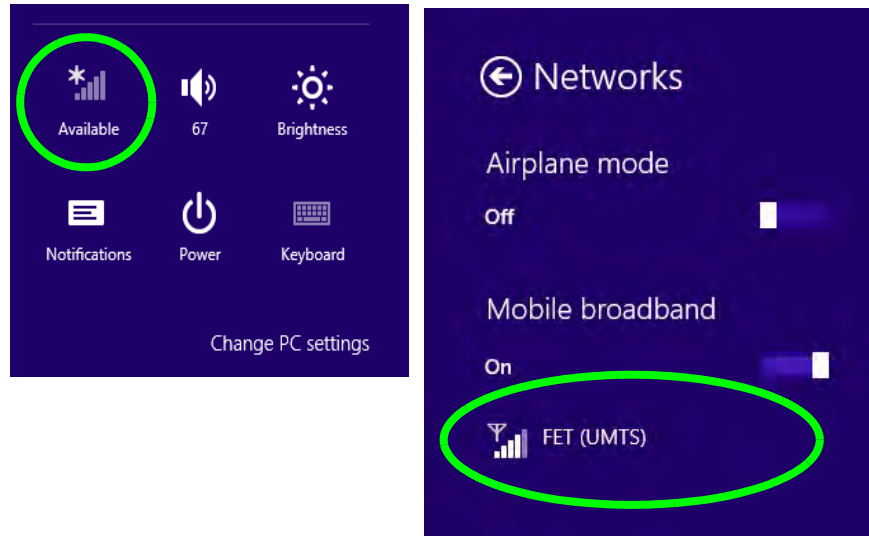 Available
67
Brightness
Notifications
Power
Keyboard
Change PC settings
Networks
Airplane mode
Off
Mobile broadband
On
FET (UMTS)